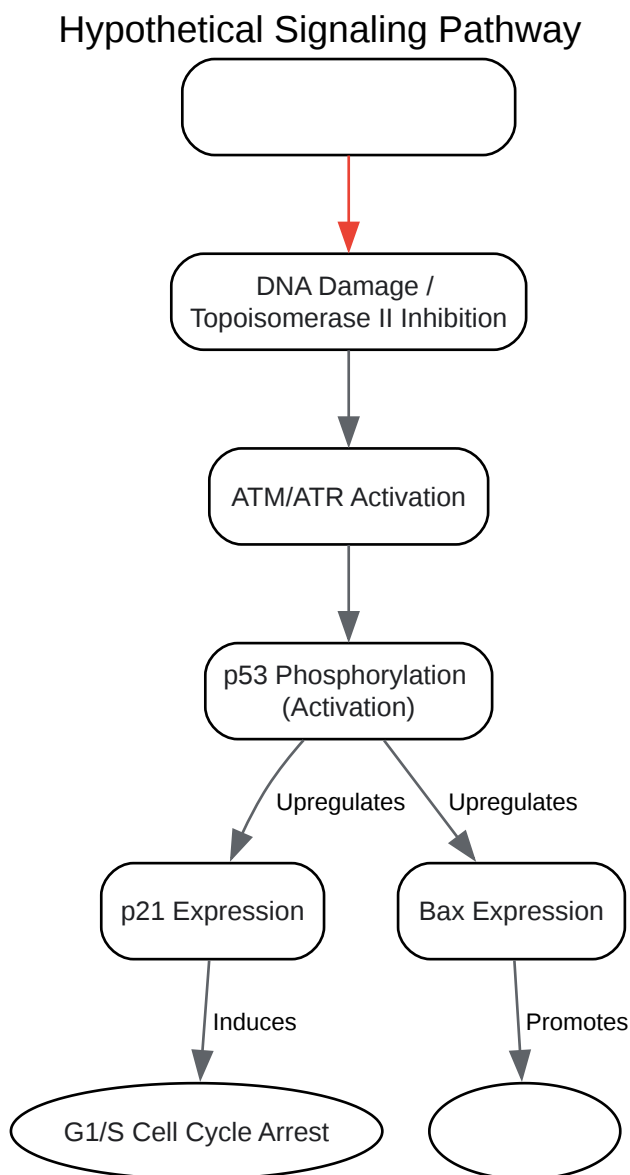 Hypothetical Signaling Pathway
DNA Damage /
Topoisomerase II Inhibition
ATM/ATR Activation
p53 Phosphorylation
(Activation)
Upregulates
Upregulates
p21 Expression
Bax Expression
Induces
Promotes
G1/S Cell Cycle Arrest